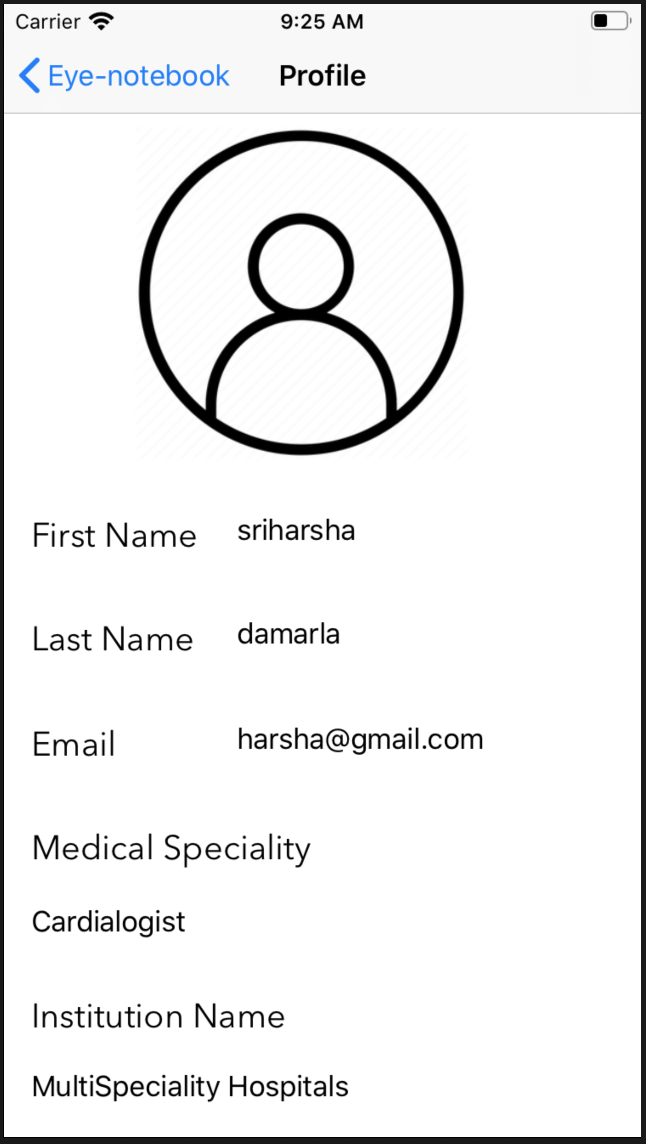 Carrier 9:25 AM
Eye-notebook Profile
First Name sriharsha
Last Name damarla
Email harsha@gmail.com
Medical Speciality
Cardialogist
Institution Name
MultiSpeciality Hospitals